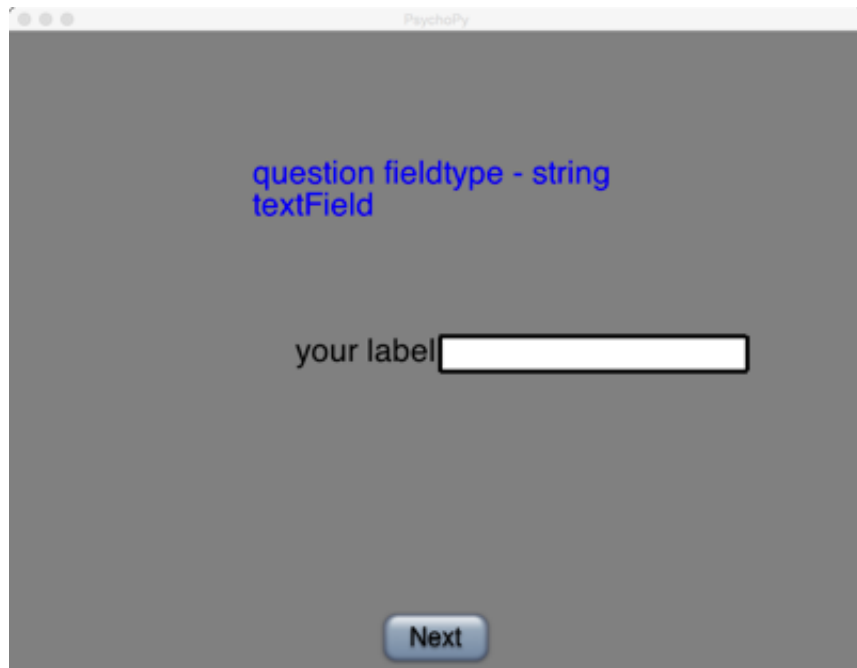 PsychoPy
question fieldtype - string
textField
your label
Next